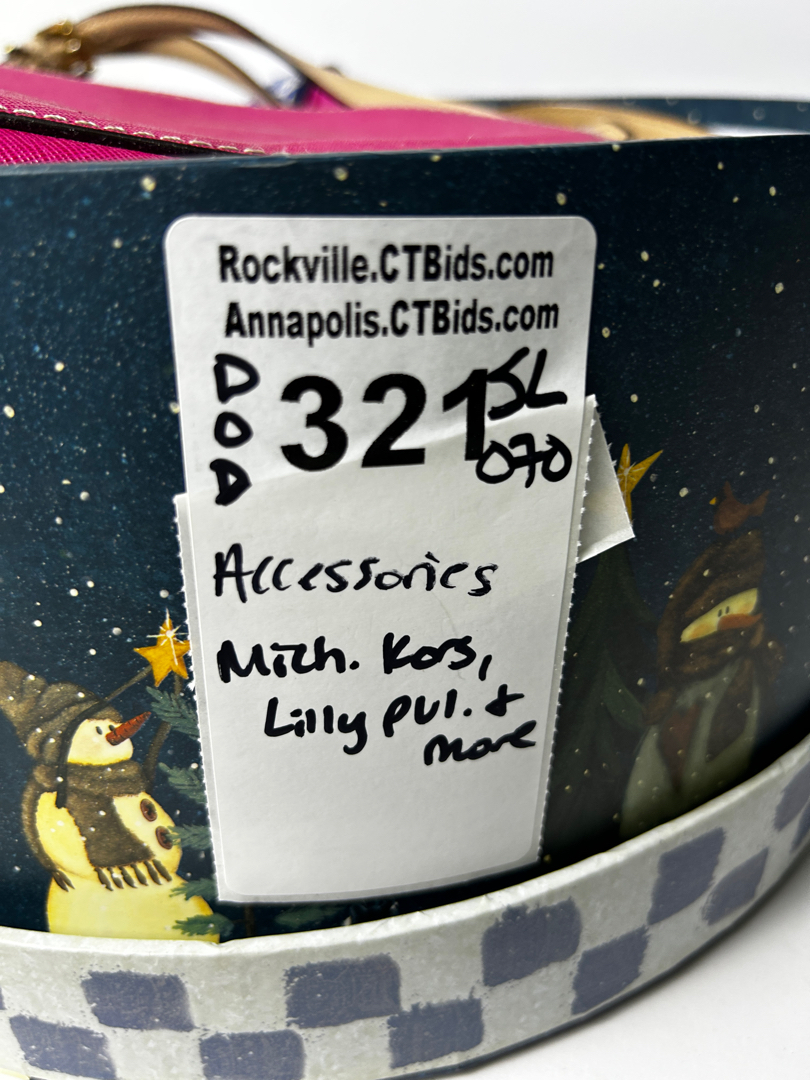 Rockville.CTBids.com
Annapolis.CTBids.com
DOD 321 SL
070
Accessories
Mich. Kors,
Lilly Pul. &
more